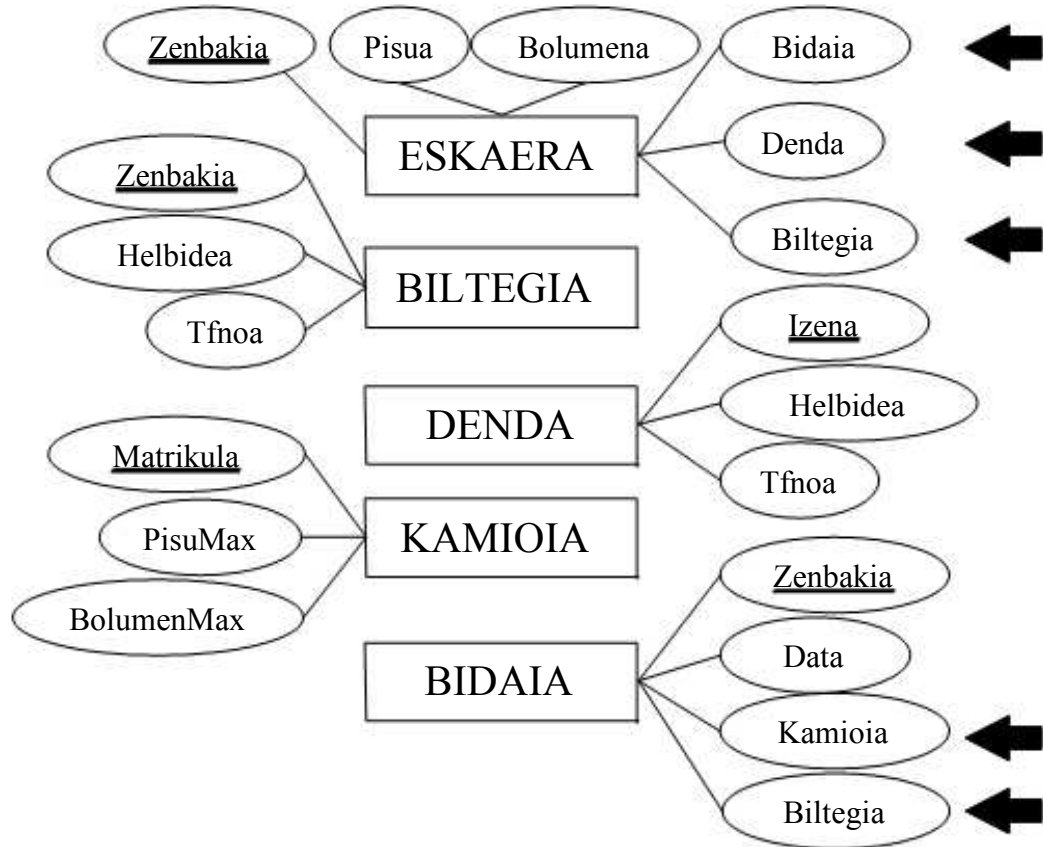 Zenbakia
Pisua
Bolumena
Bidaia
ESKAERA
Denda
Zenbakia
Biltegia
Helbidea
BILTEGIA
Tfnoa
Izena
DENDA
Helbidea
Matrikula
Tfnoa
PisuMax
KAMIOIA
Zenbakia
BolumenMax
Data
BIDAIA
Kamioia
Biltegia